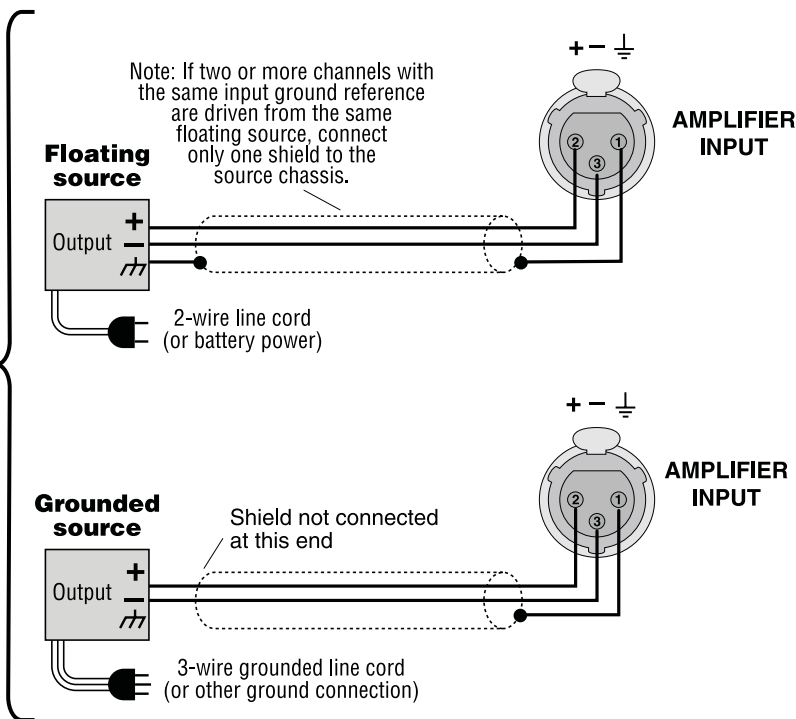 + −
Note: If two or more channels with
the same input ground reference
are driven from the same
floating source, connect
only one shield to the
source chassis.
AMPLIFIER
INPUT
2 1
3
Floating
source
Output
+
−
2-wire line cord
(or battery power)
+ −
AMPLIFIER
INPUT
2 1
3
Grounded
source
Shield not connected
at this end
Output
+
−
3-wire grounded line cord
(or other ground connection)